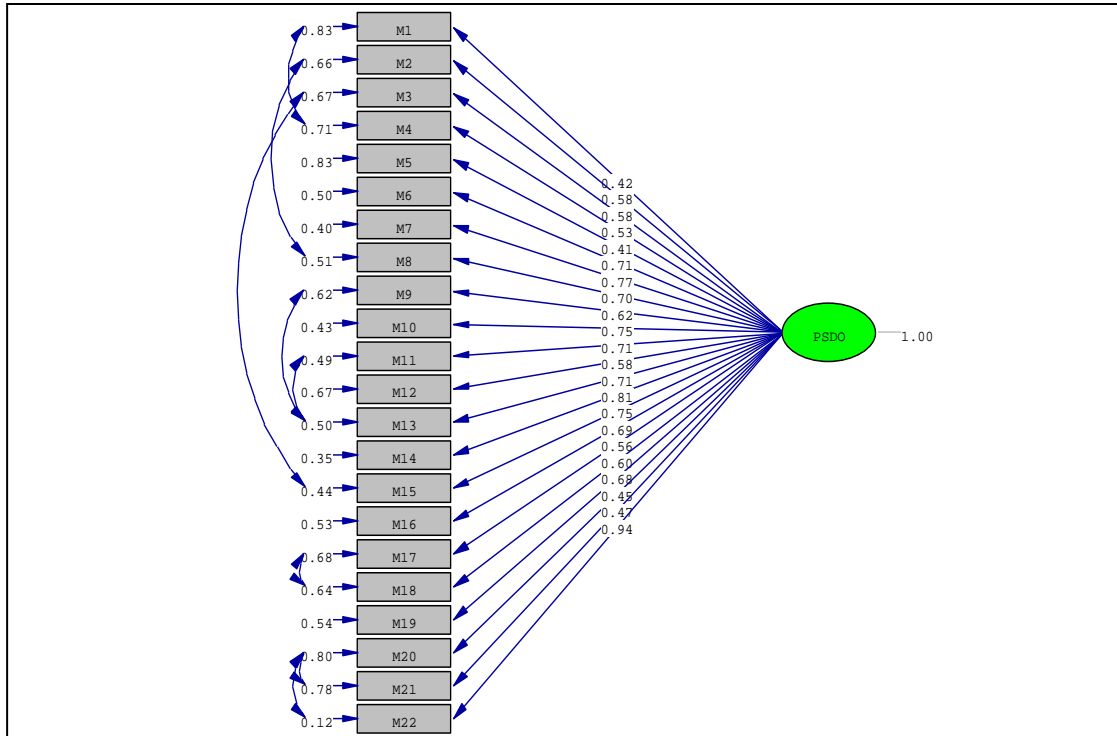 0.83 M1
0.66 M2
0.67 M3
0.71 M4
0.83 M5
0.50 M6
0.40 M7
0.51 M8
0.62 M9
0.43 M10
0.49 M11
0.67 M12
0.50 M13
0.35 M14
0.44 M15
0.53 M16
0.68 M17
0.64 M18
0.54 M19
0.80 M20
0.78 M21
0.12 M22
0.42
0.58
0.58
0.53
0.41
0.71
0.77
0.70
0.62
0.75
0.71
0.58
0.71
0.81
0.75
0.69
0.56
0.60
0.68
0.45
0.47
0.94
PSDO 1.00